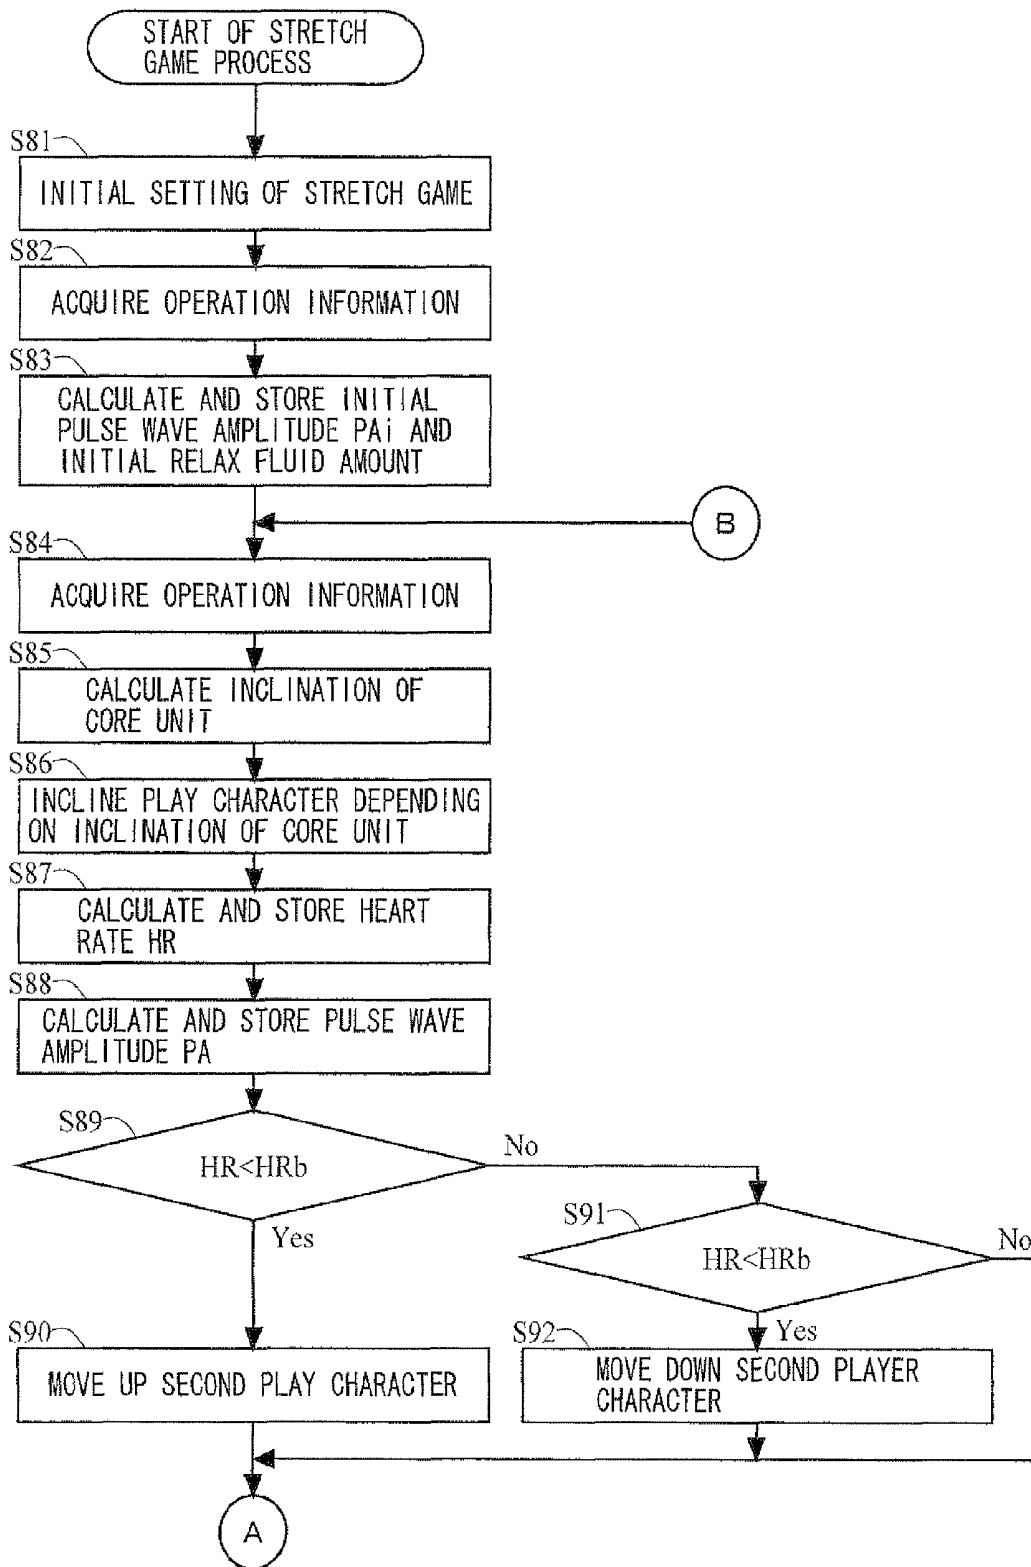 START OF STRETCH
GAME PROCESS
S81
INITIAL SETTING OF STRETCH GAME
S82
ACQUIRE OPERATION INFORMATION
S83
CALCULATE AND STORE INITIAL
PULSE WAVE AMPLITUDE PAi AND
INITIAL RELAX FLUID AMOUNT
B
S84
ACQUIRE OPERATION INFORMATION
S85
CALCULATE INCLINATION OF
CORE UNIT
S86
INCLINE PLAY CHARACTER DEPENDING
ON INCLINATION OF CORE UNIT
S87
CALCULATE AND STORE HEART
RATE HR
S88
CALCULATE AND STORE PULSE WAVE
AMPLITUDE PA
S89
HR<HRb
No
Yes
S91
HR<HRb
No
Yes
S90
MOVE UP SECOND PLAY CHARACTER
S92
MOVE DOWN SECOND PLAYER
CHARACTER
A